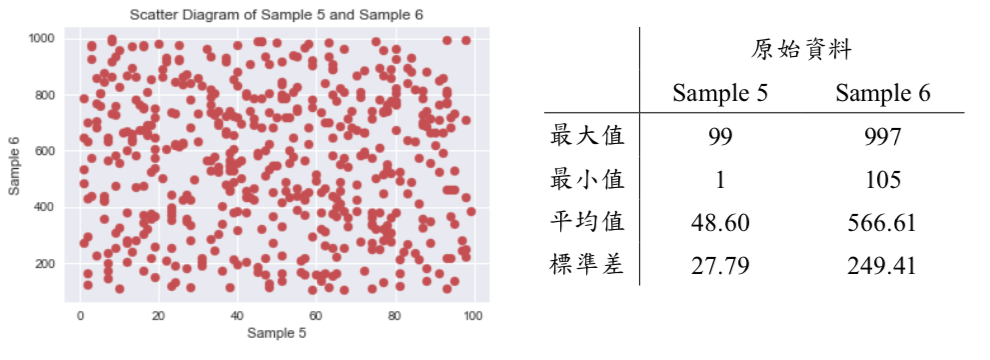 Scatter Diagram of Sample 5 and Sample 6
1000
800
600
400
200
Sample 6
0 20 40 60 80 100
Sample 5
原始資料
Sample 5 Sample 6
最大值 99 997
最小值 1 105
平均值 48.60 566.61
標準差 27.79 249.41